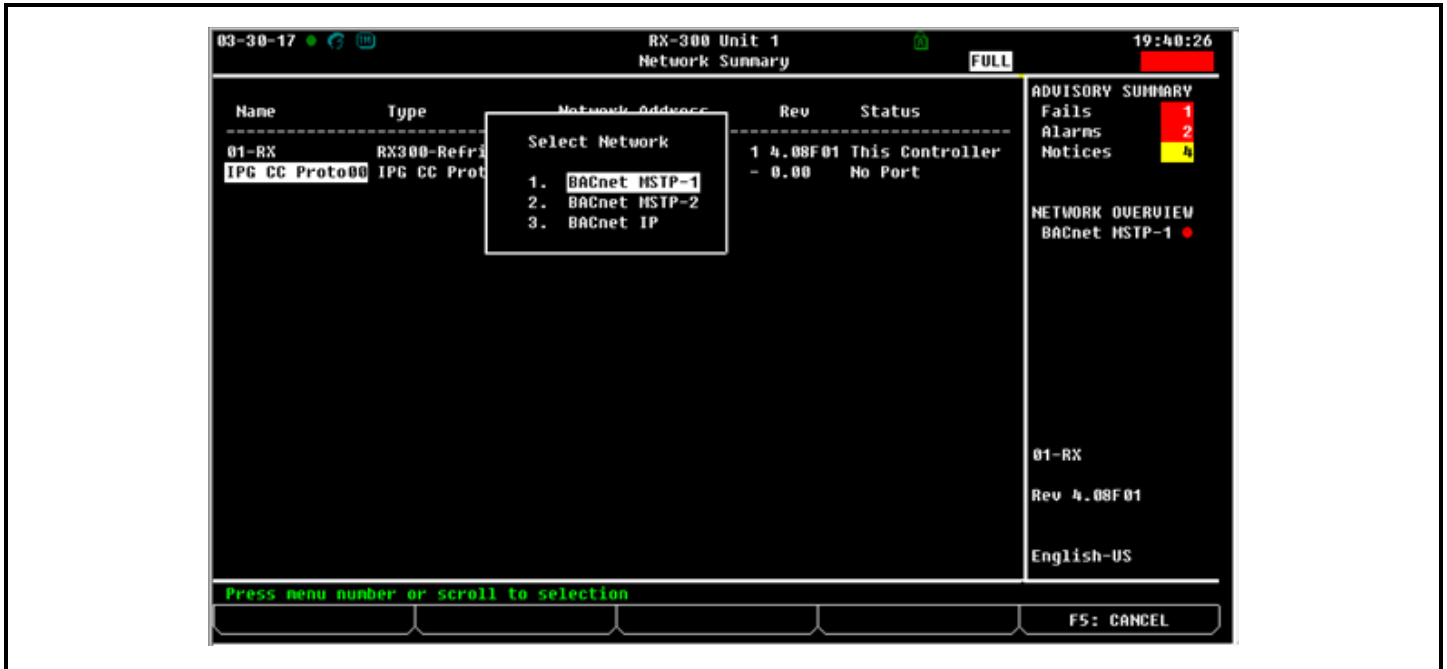 03-30-17 RX-300 Unit 1 19:40:26
Network Summary FULL
ADVISORY SUMMARY
Fails 1
Alarms 2
Notices 4
NETWORK OVERVIEW
BACnet MSTP-1
01-RX
Rev 4.08F01
English-US
Name Type Network Address Rev Status
01-RX RX300-Refri 1 4.08F01 This Controller
IPG CC Proto00 IPG CC Prot - 0.00 No Port
Select Network
1. BACnet MSTP-1
2. BACnet MSTP-2
3. BACnet IP
Press menu number or scroll to selection
F5: CANCEL